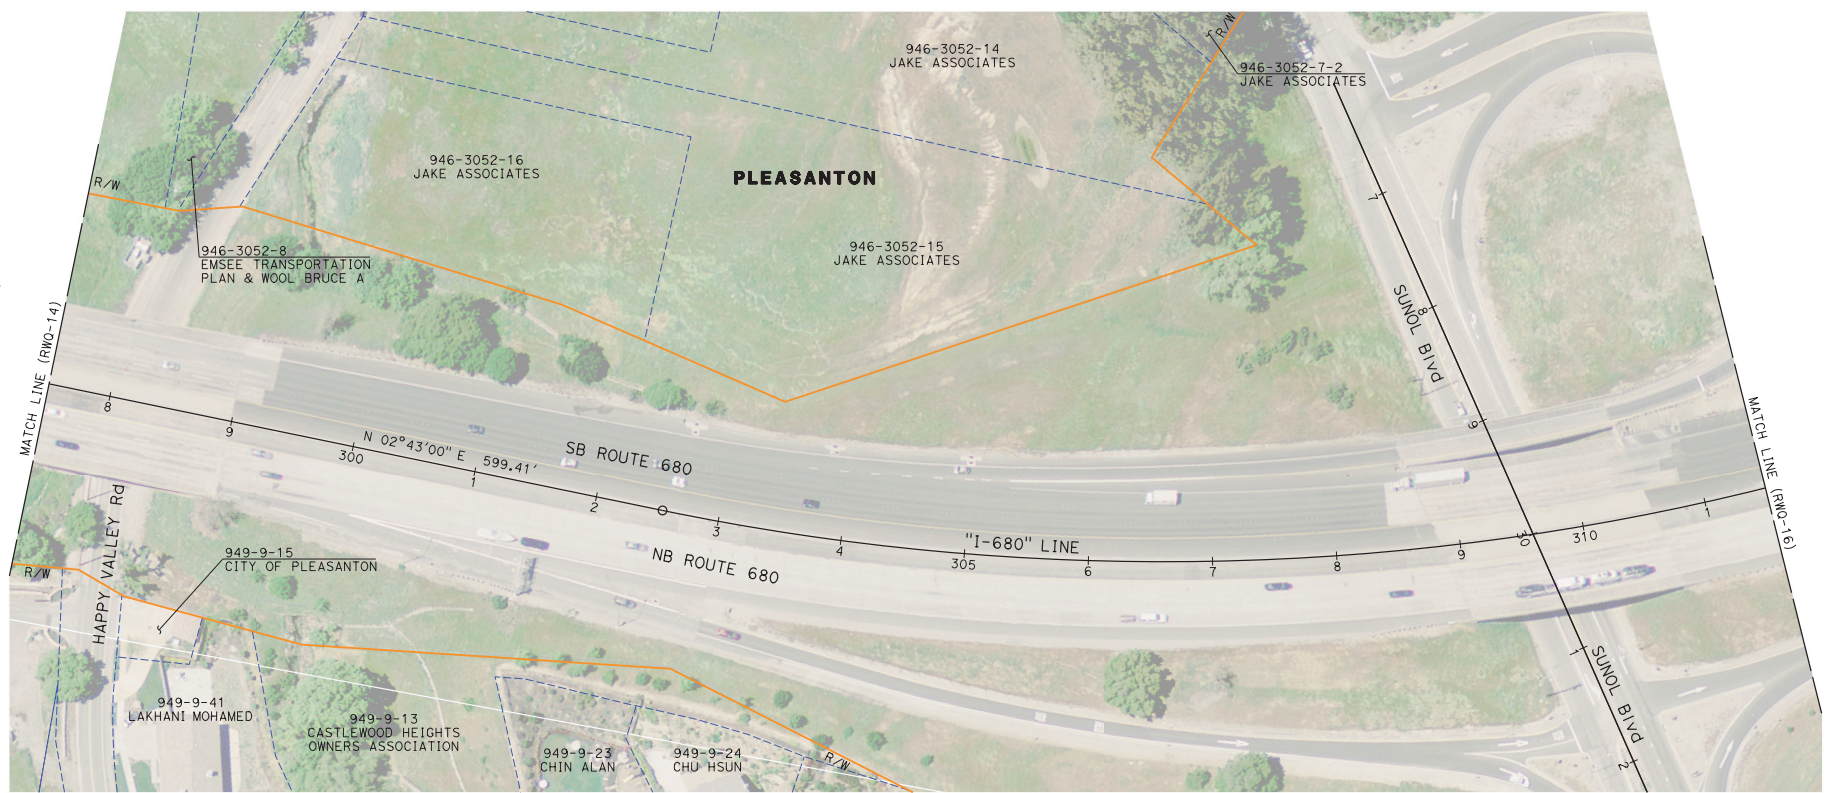 946-3052-14
JAKE ASSOCIATES
R/W
946-3052-7-2
JAKE ASSOCIATES
946-3052-16
JAKE ASSOCIATES
PLEASANTON
R/W
7
946-3052-8
EMSEE TRANSPORTATION
PLAN & WOOL BRUCE A
946-3052-15
JAKE ASSOCIATES
SUNOL Blvd
8
MATCH LINE (RWQ-14)
MATCH LINE (RWQ-16)
8
9
N 02°43'00" E 599.41'
300
SB ROUTE 680
9
1
2
3
4
"I-680" LINE
305
6
7
8
9
30
310
1
NB ROUTE 680
HAPPY VALLEY Rd
949-9-15
CITY OF PLEASANTON
R/W
1
SUNOL Blvd
2
949-9-41
LAKHANI MOHAMED
949-9-13
CASTLEWOOD HEIGHTS
OWNERS ASSOCIATION
949-9-23
CHIN ALAN
949-9-24
CHU HSUN
R/W